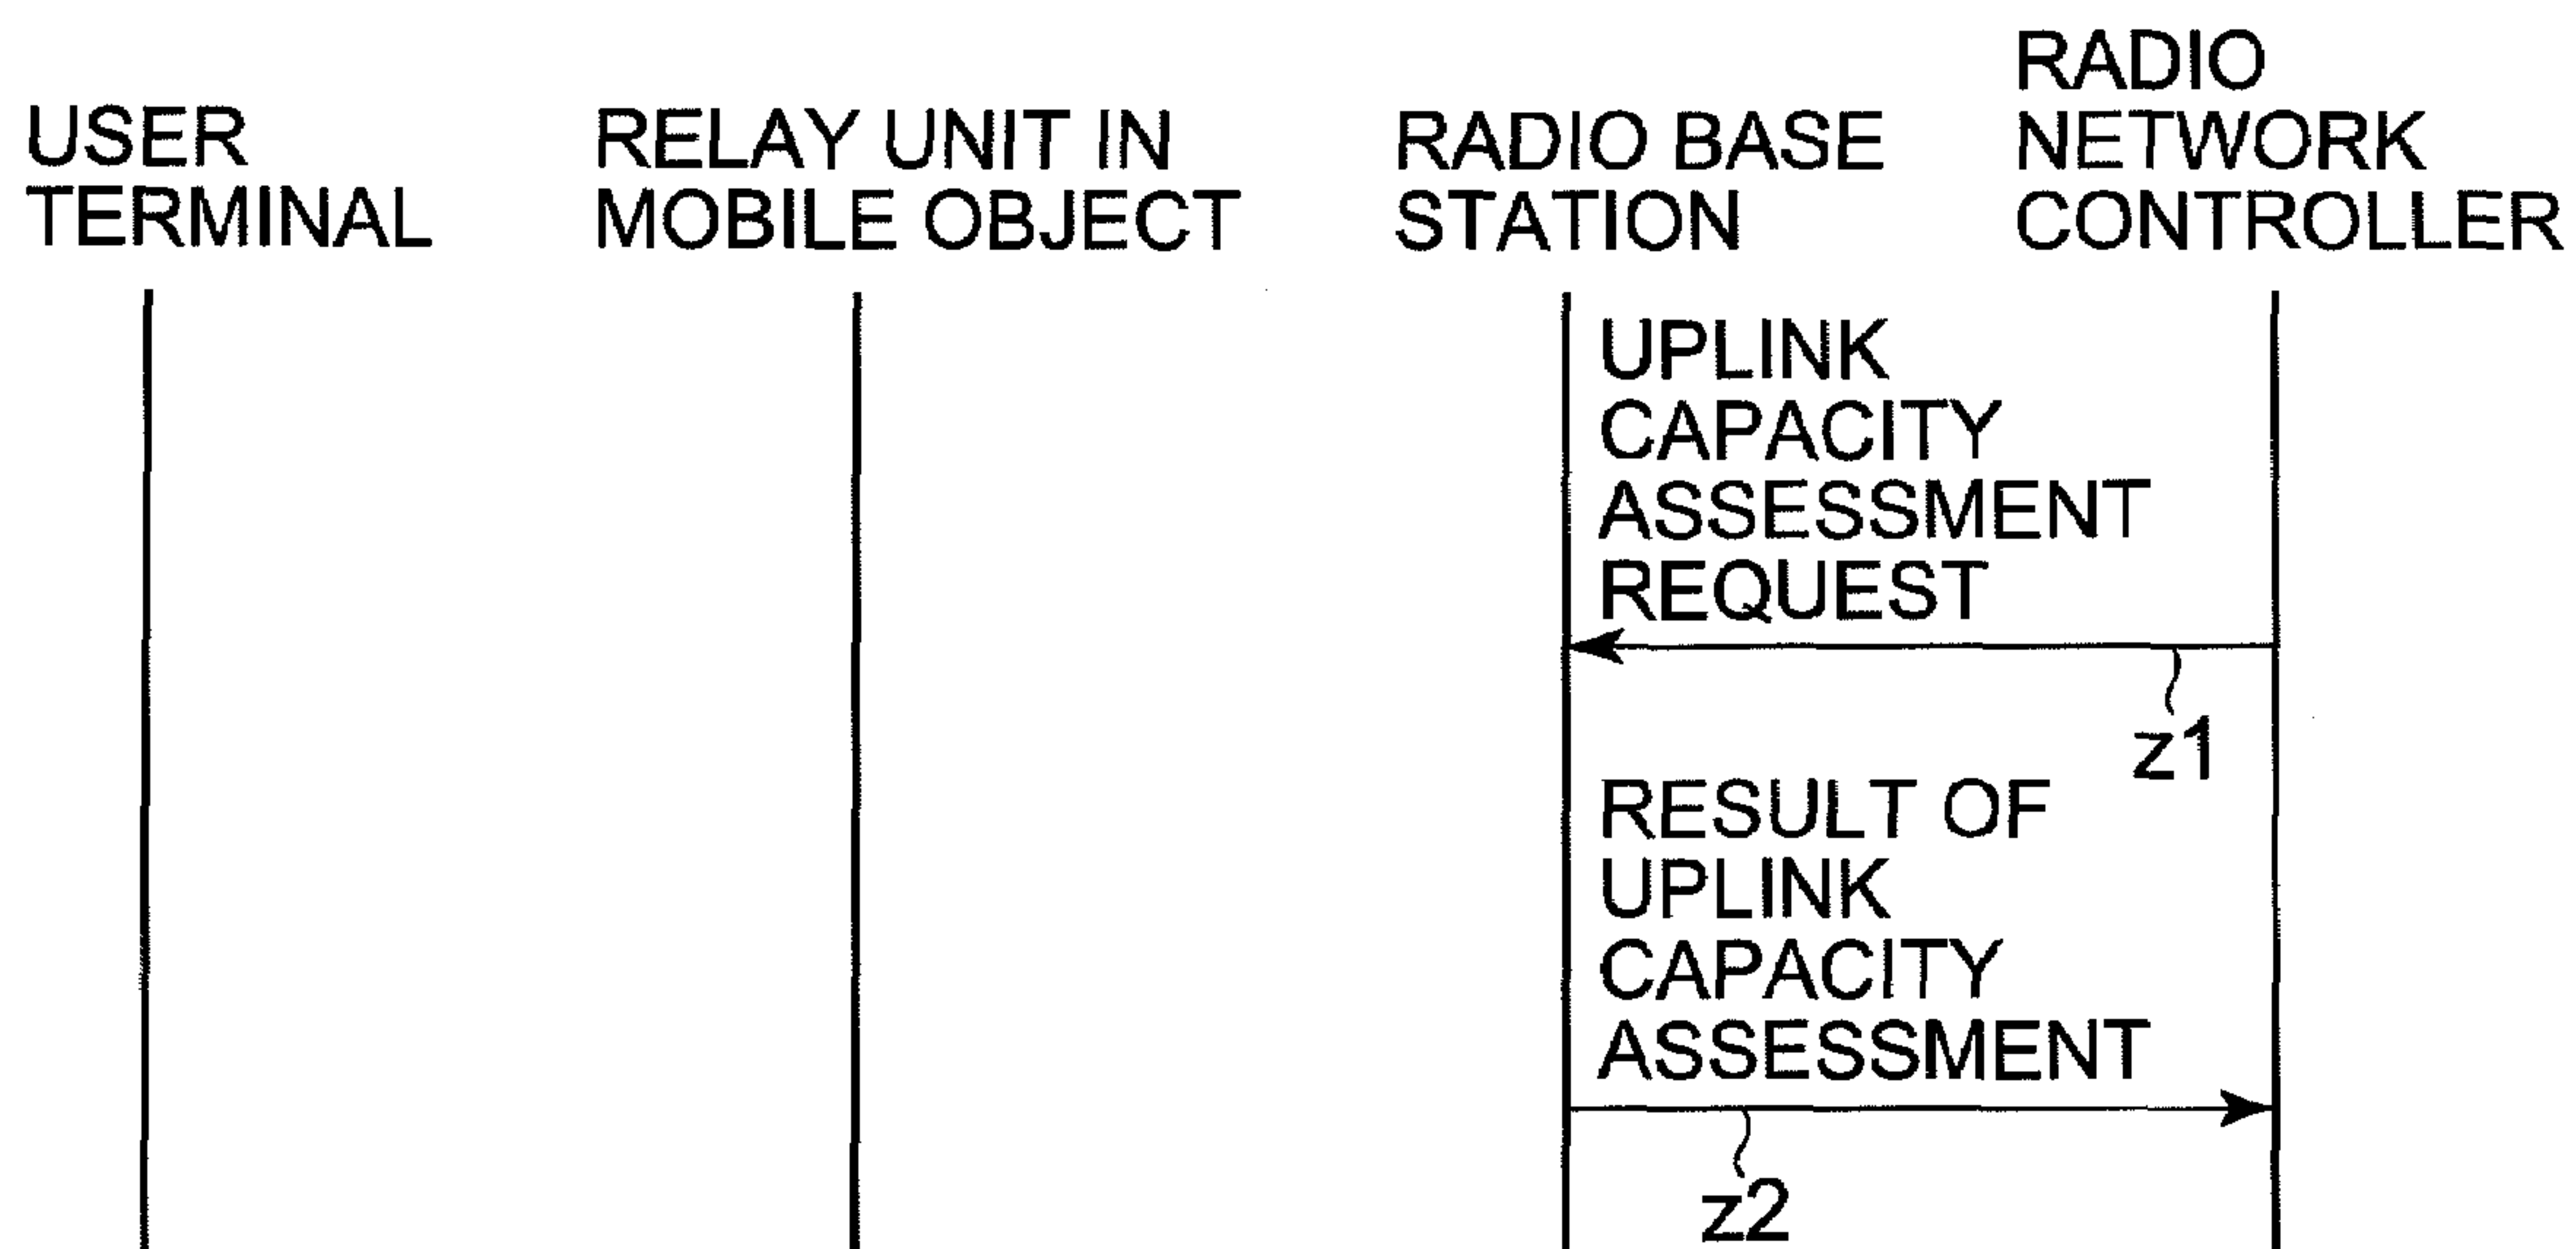 USER
TERMINAL
RELAY UNIT IN
MOBILE OBJECT
RADIO BASE
STATION
RADIO
NETWORK
CONTROLLER
UPLINK
CAPACITY
ASSESSMENT
REQUEST
z1
RESULT OF
UPLINK
CAPACITY
ASSESSMENT
z2